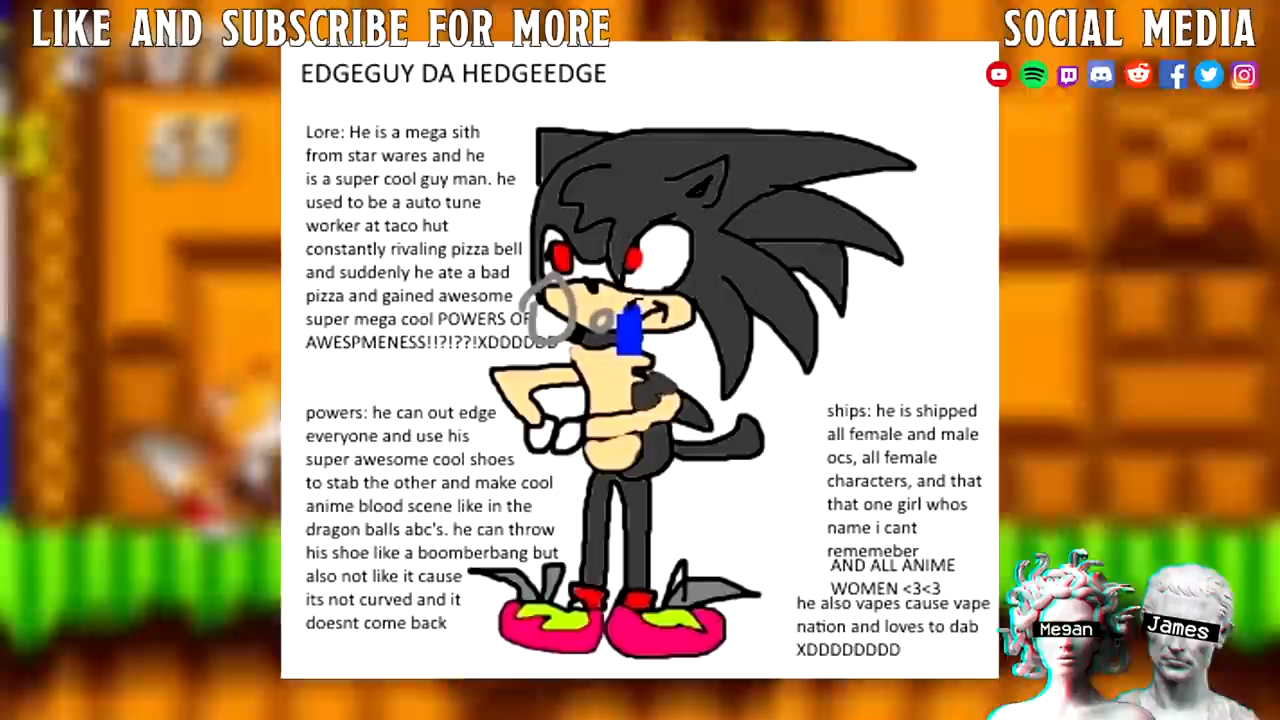 LIKE AND SUBSCRIBE FOR MORE
SOCIAL MEDIA
EDGEGUY DA HEDGEEDGE
Lore: He is a mega sith
from star wares and he
is a super cool guy man. he
used to be a auto tune
worker at taco hut
constantly rivaling pizza bell
and suddenly he ate a bad
pizza and gained awesome
super mega cool POWERS OF
AWESPMENESS!!?!??!XDDDDDD
powers: he can out edge
everyone and use his
super awesome cool shoes
to stab the other and make cool
anime blood scene like in the
dragon balls abc's. he can throw
his shoe like a boomberbang but
also not like it cause
its not curved and it
doesnt come back
ships: he is shipped
all female and male
ocs, all female
characters, and that
that one girl whos
name i cant
rememeber
AND ALL ANIME
WOMEN <3<3
he also vapes cause vape
nation and loves to dab
XDDDDDDDDD
Megan
James
55